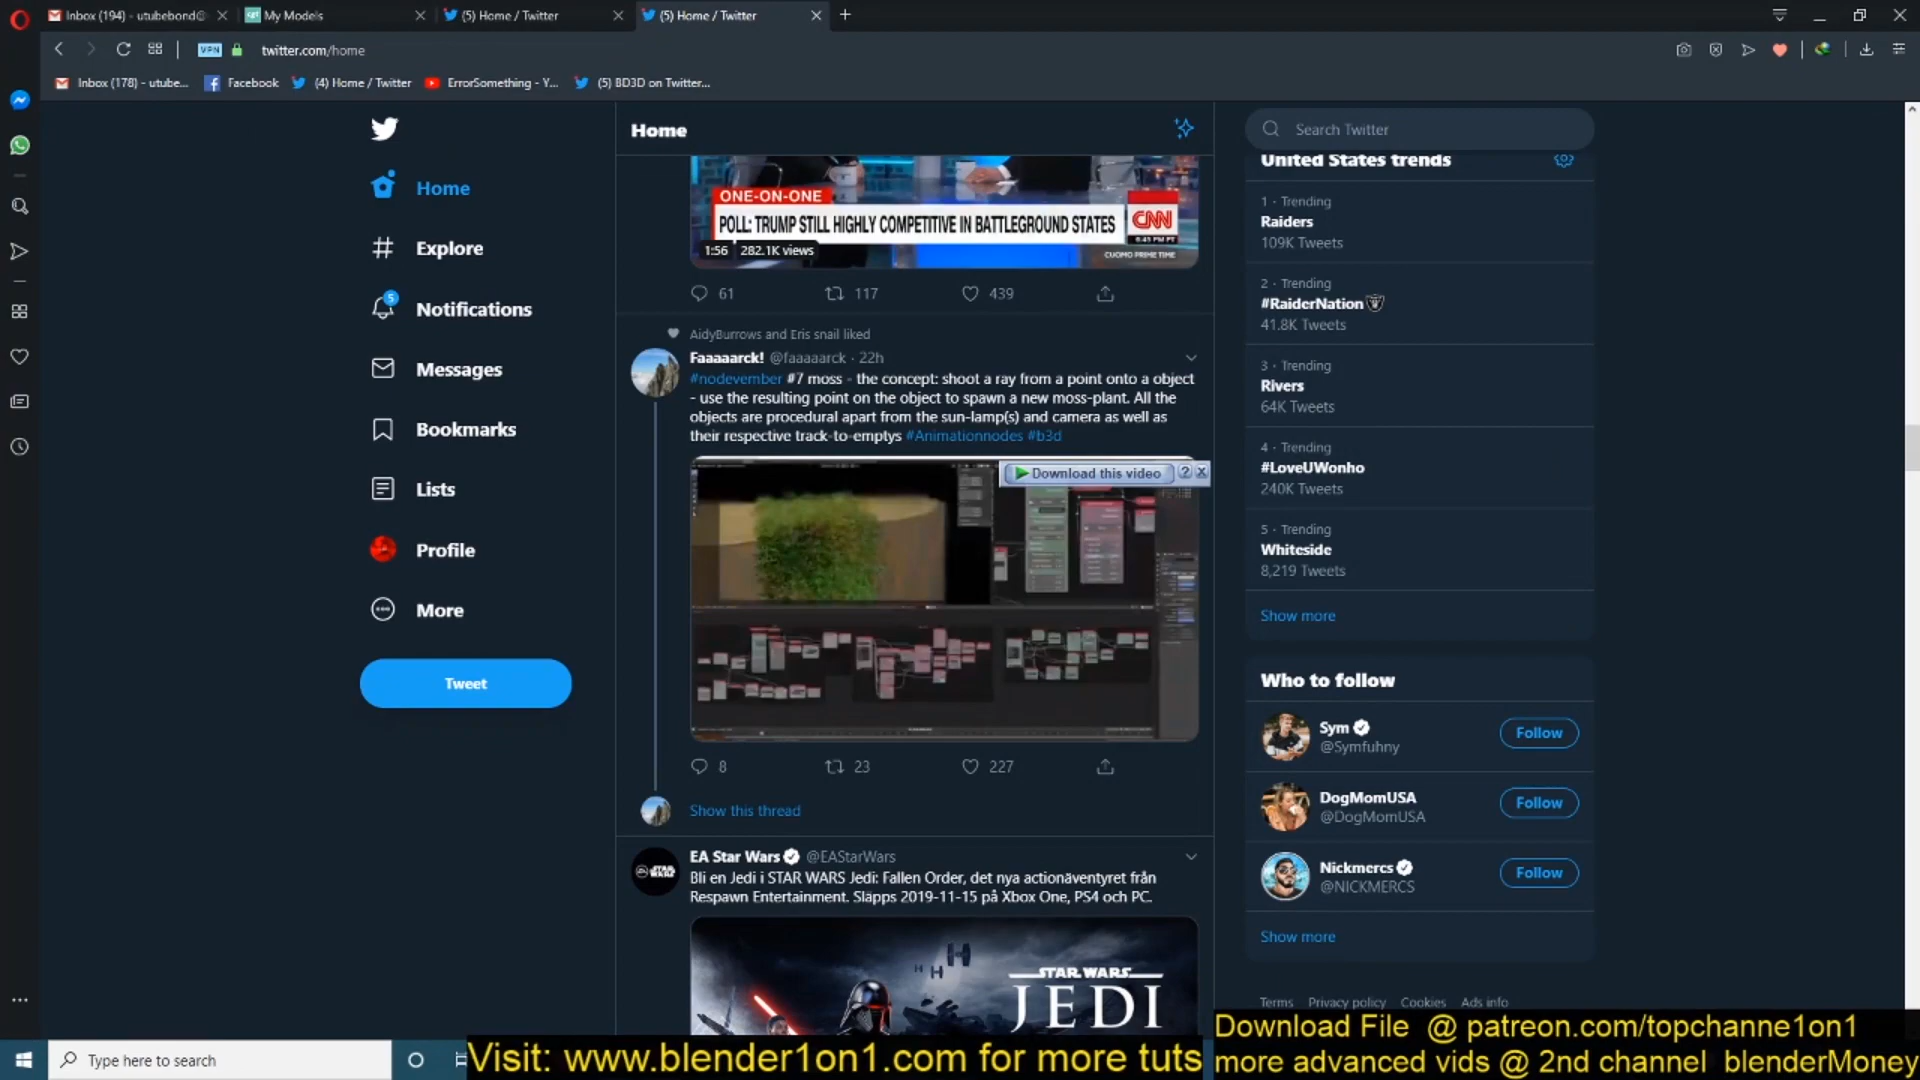 Inbox (194) - utubebond@
My Models
(5) Home / Twitter
(5) Home / Twitter
VPN
twitter.com/home
Inbox (178) - utube...
Facebook
(4) Home / Twitter
ErrorSomething - Y...
(5) BD3D on Twitter...
Home
Explore
5
Notifications
Messages
Bookmarks
Lists
Profile
More
Tweet
Home
ONE-ON-ONE
POLL: TRUMP STILL HIGHLY COMPETITIVE IN BATTLEGROUND STATES
CNN
6:45 PM PT
1:56 282.1K views
CUOMO PRIME TIME
61 117 439
AidyBurrows and Eris snail liked
Faaaaarck! @faaaaarck · 22h
#nodevember #7 moss - the concept: shoot a ray from a point onto a object
- use the resulting point on the object to spawn a new moss-plant. All the
objects are procedural apart from the sun-lamp(s) and camera as well as
their respective track-to-emptys #Animationnodes #b3d
Download this video ? X
8 23 227
Show this thread
EA Star Wars @EAStarWars
Bli en Jedi i STAR WARS Jedi: Fallen Order, det nya actionäventyret från
Respawn Entertainment. Släpps 2019-11-15 på Xbox One, PS4 och PC.
STAR WARS
JEDI
Search Twitter
United States trends
1 · Trending
Raiders
109K Tweets
2 · Trending
#RaiderNation
41.8K Tweets
3 · Trending
Rivers
64K Tweets
4 · Trending
#LoveUWonho
240K Tweets
5 · Trending
Whiteside
8,219 Tweets
Show more
Who to follow
Sym
@Symfuhny
Follow
DogMomUSA
@DogMomUSA
Follow
Nickmercs
@NICKMERCS
Follow
Show more
Terms Privacy policy Cookies Ads info
Type here to search
Visit: www.blender1on1.com for more tuts
Download File @ patreon.com/topchanne1on1
more advanced vids @ 2nd channel blenderMoney